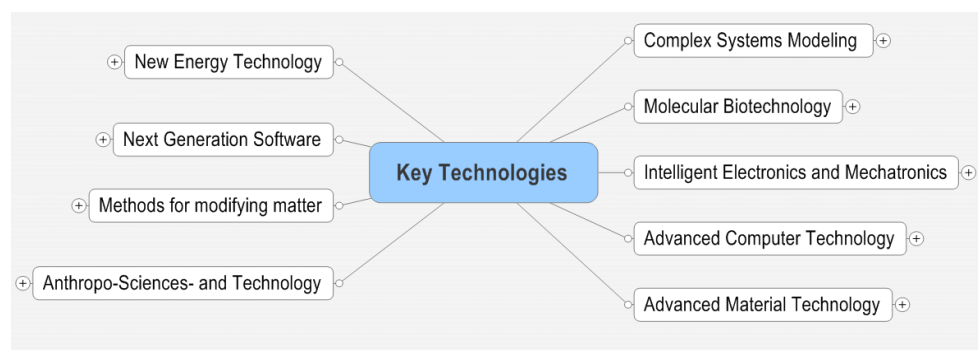 New Energy Technology
Next Generation Software
Methods for modifying matter
Anthropo-Sciences- and Technology
Key Technologies
Complex Systems Modeling
Molecular Biotechnology
Intelligent Electronics and Mechatronics
Advanced Computer Technology
Advanced Material Technology